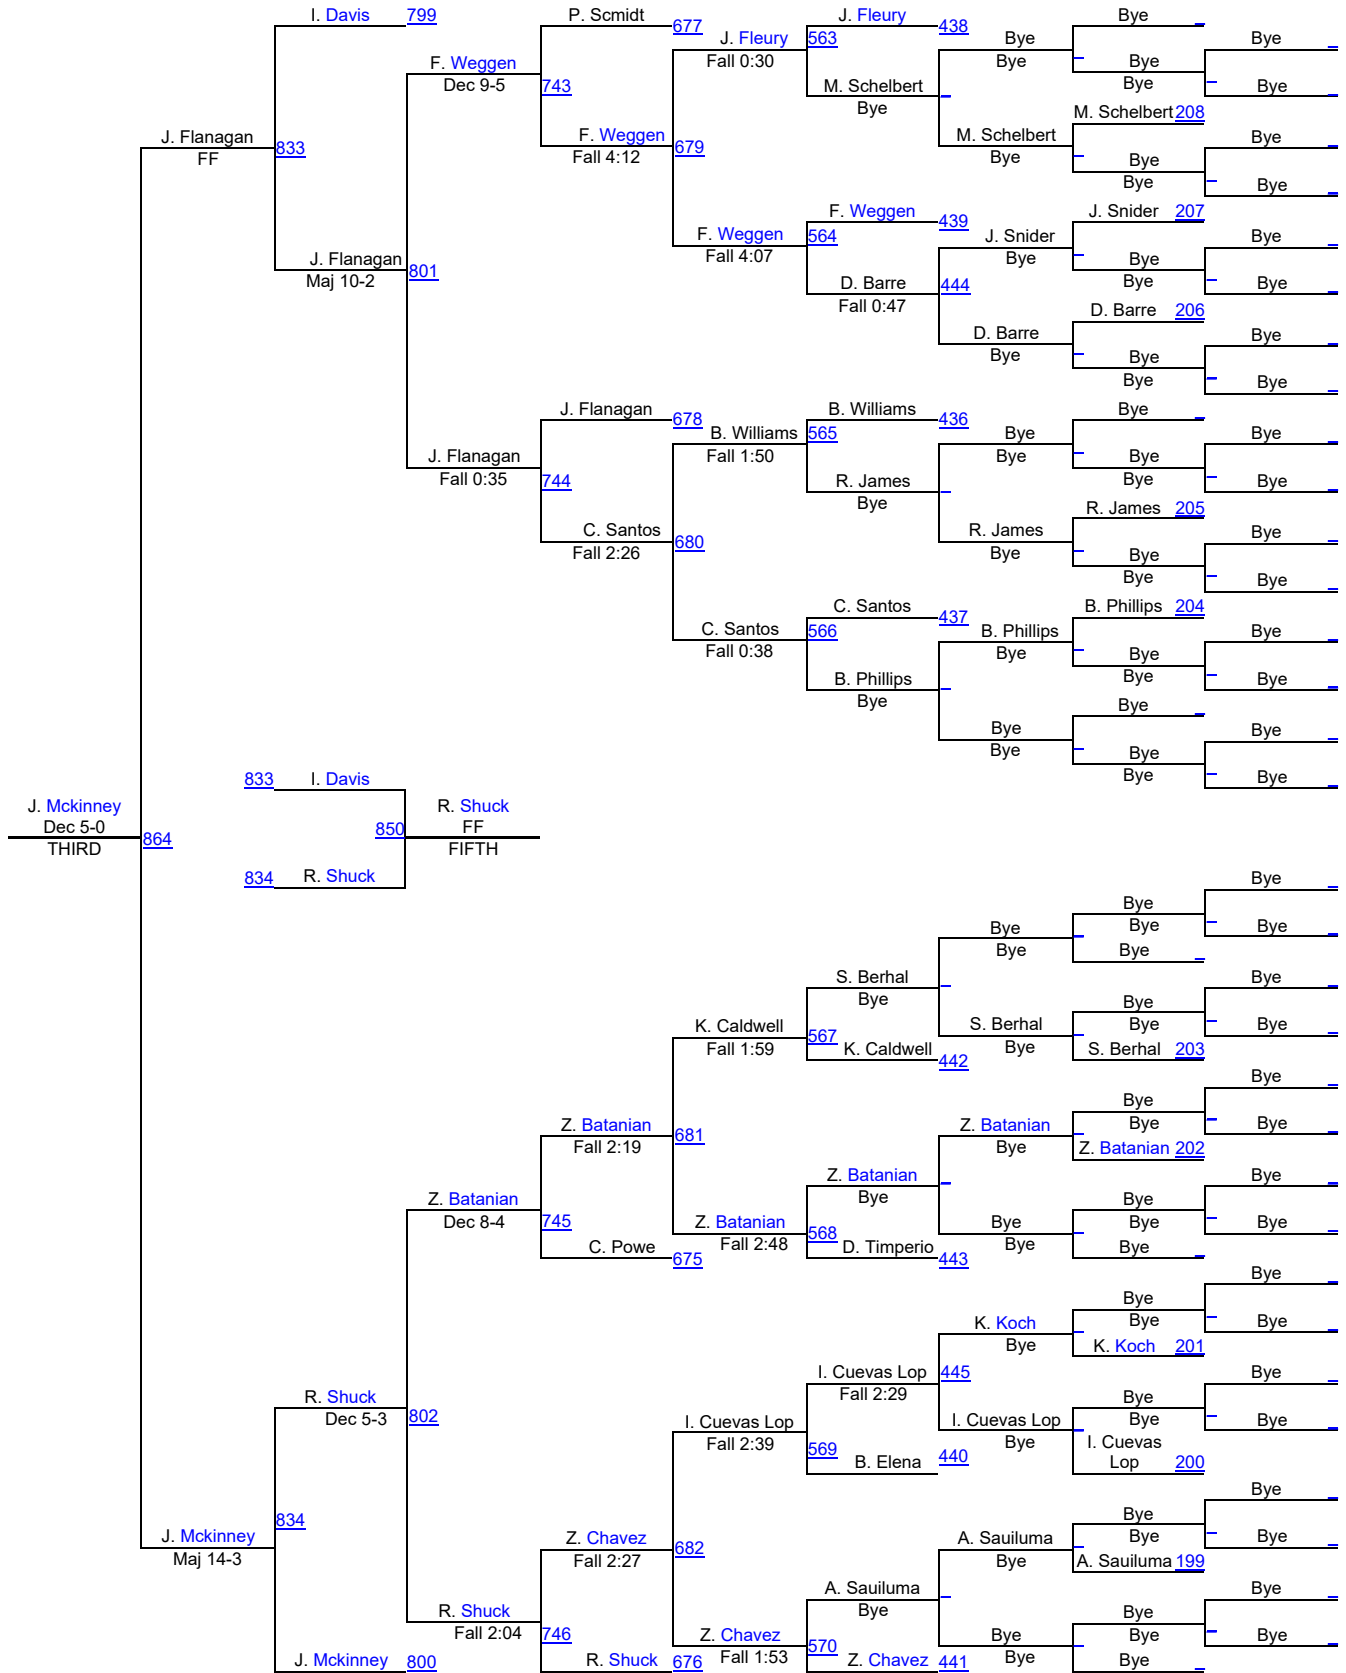 I. Davis 799
P. Scmidt 677
J. Fleury 438
Bye
J. Fleury 563
Fall 0:30
Bye
Bye
Bye
F. Weggen
Dec 9-5
743
Bye
Bye
M. Schelbert
Bye
Bye
M. Schelbert 208
J. Flanagan
FF
833
F. Weggen
Fall 4:12
679
M. Schelbert
Bye
Bye
Bye
Bye
Bye
F. Weggen 439
J. Snider 207
F. Weggen
Fall 4:07
564
J. Snider
Bye
Bye
Bye
Bye
Bye
J. Flanagan
Maj 10-2
801
D. Barre
Fall 0:47
444
D. Barre 206
D. Barre
Bye
Bye
Bye
Bye
Bye
J. Flanagan 678
B. Williams 436
Bye
B. Williams
Fall 1:50
565
Bye
Bye
Bye
Bye
Bye
Bye
J. Flanagan
Fall 0:35
744
R. James
Bye
R. James 205
C. Santos
Fall 2:26
680
R. James
Bye
Bye
Bye
Bye
Bye
C. Santos 437
B. Phillips 204
C. Santos
Fall 0:38
566
B. Phillips
Bye
Bye
Bye
Bye
Bye
B. Phillips
Bye
Bye
Bye
Bye
Bye
Bye
Bye
Bye
833 I. Davis
J. Mckinney
Dec 5-0
THIRD
864
850
R. Shuck
FF
FIFTH
834 R. Shuck
Bye
Bye
Bye
Bye
Bye
Bye
Bye
S. Berhal
Bye
Bye
K. Caldwell
Fall 1:59
567
S. Berhal
Bye
Bye
Bye
Bye
K. Caldwell 442
S. Berhal 203
Bye
Z. Batanian
Fall 2:19
681
Z. Batanian
Bye
Bye
Bye
Bye
Z. Batanian 202
Z. Batanian
Bye
Bye
Z. Batanian
Dec 8-4
745
Z. Batanian
Fall 2:48
568
Bye
Bye
Bye
Bye
Bye
C. Powe 675
D. Timperio 443
Bye
Bye
K. Koch
Bye
Bye
Bye
Bye
K. Koch 201
I. Cuevas Lop
Fall 2:29
445
Bye
R. Shuck
Dec 5-3
802
I. Cuevas Lop
Fall 2:39
569
I. Cuevas Lop
Bye
Bye
Bye
Bye
B. Elena 440
I. Cuevas
Lop 200
Bye
834
J. Mckinney
Maj 14-3
Z. Chavez
Fall 2:27
682
A. Sauiluma
Bye
Bye
Bye
Bye
A. Sauiluma 199
A. Sauiluma
Bye
Bye
R. Shuck
Fall 2:04
746
Z. Chavez
Fall 1:53
570
Bye
Bye
Bye
Bye
Bye
J. Mckinney 800
R. Shuck 676
Z. Chavez 441
Bye